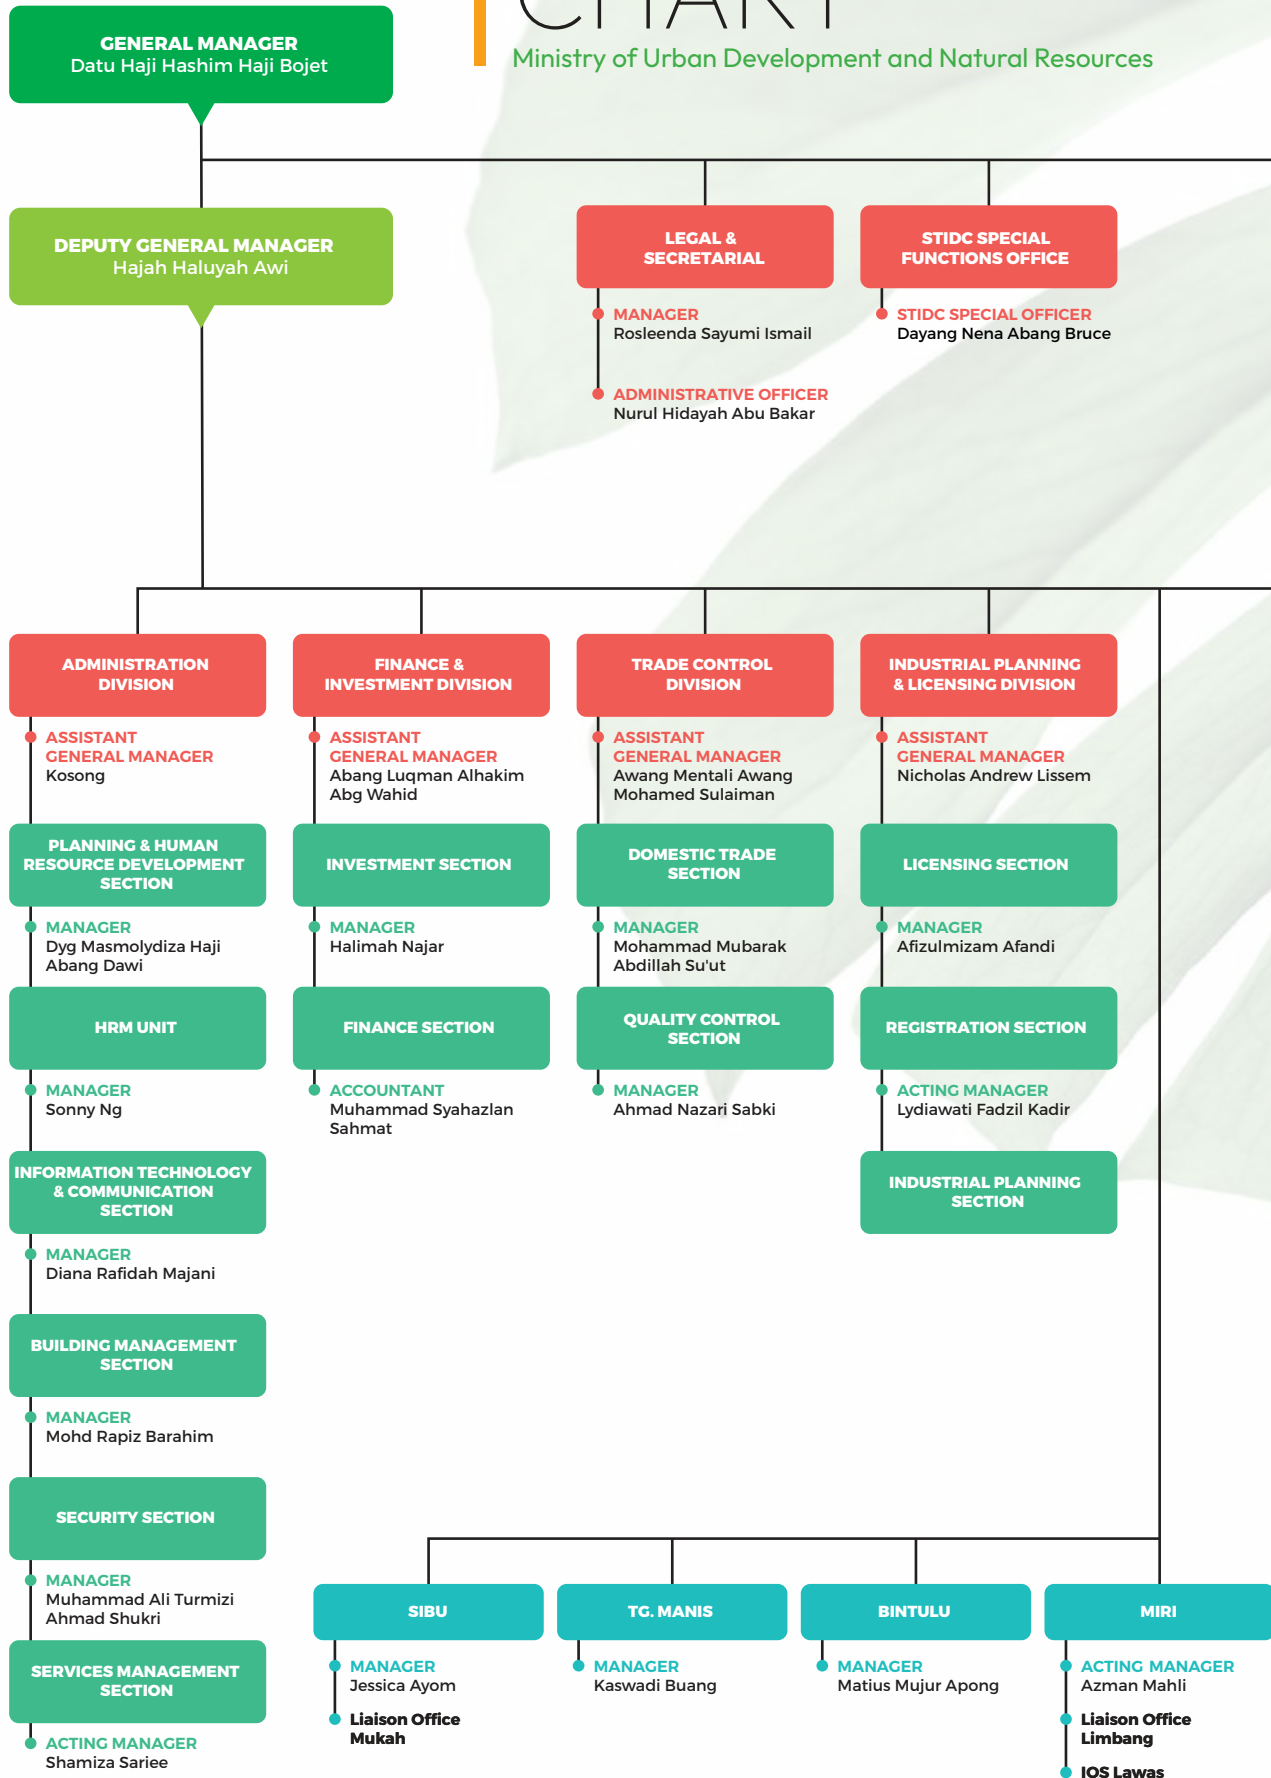 CHART
Ministry of Urban Development and Natural Resources
GENERAL MANAGER
Datu Haji Hashim Haji Bojet
DEPUTY GENERAL MANAGER
Hajah Haluyah Awi
LEGAL &
SECRETARIAL
MANAGER
Rosleenda Sayumi Ismail
ADMINISTRATIVE OFFICER
Nurul Hidayah Abu Bakar
STIDC SPECIAL
FUNCTIONS OFFICE
STIDC SPECIAL OFFICER
Dayang Nena Abang Bruce
ADMINISTRATION
DIVISION
ASSISTANT
GENERAL MANAGER
Kosong
PLANNING & HUMAN
RESOURCE DEVELOPMENT
SECTION
MANAGER
Dyg Masmolydiza Haji
Abang Dawi
HRM UNIT
MANAGER
Sonny Ng
INFORMATION TECHNOLOGY
& COMMUNICATION
SECTION
MANAGER
Diana Rafidah Majani
BUILDING MANAGEMENT
SECTION
MANAGER
Mohd Rapiz Barahim
SECURITY SECTION
MANAGER
Muhammad Ali Turmizi
Ahmad Shukri
SERVICES MANAGEMENT
SECTION
ACTING MANAGER
Shamiza Sariee
FINANCE &
INVESTMENT DIVISION
ASSISTANT
GENERAL MANAGER
Abang Luqman Alhakim
Abg Wahid
INVESTMENT SECTION
MANAGER
Halimah Najar
FINANCE SECTION
ACCOUNTANT
Muhammad Syahazlan
Sahmat
TRADE CONTROL
DIVISION
ASSISTANT
GENERAL MANAGER
Awang Mentali Awang
Mohamed Sulaiman
DOMESTIC TRADE
SECTION
MANAGER
Mohammad Mubarak
Abdillah Su'ut
QUALITY CONTROL
SECTION
MANAGER
Ahmad Nazari Sabki
INDUSTRIAL PLANNING
& LICENSING DIVISION
ASSISTANT
GENERAL MANAGER
Nicholas Andrew Lissem
LICENSING SECTION
MANAGER
Afizulmizam Afandi
REGISTRATION SECTION
ACTING MANAGER
Lydiawati Fadzil Kadir
INDUSTRIAL PLANNING
SECTION
SIBU
MANAGER
Jessica Ayom
Liaison Office
Mukah
TG. MANIS
MANAGER
Kaswadi Buang
BINTULU
MANAGER
Matius Mujur Apong
MIRI
ACTING MANAGER
Azman Mahli
Liaison Office
Limbang
IOS Lawas